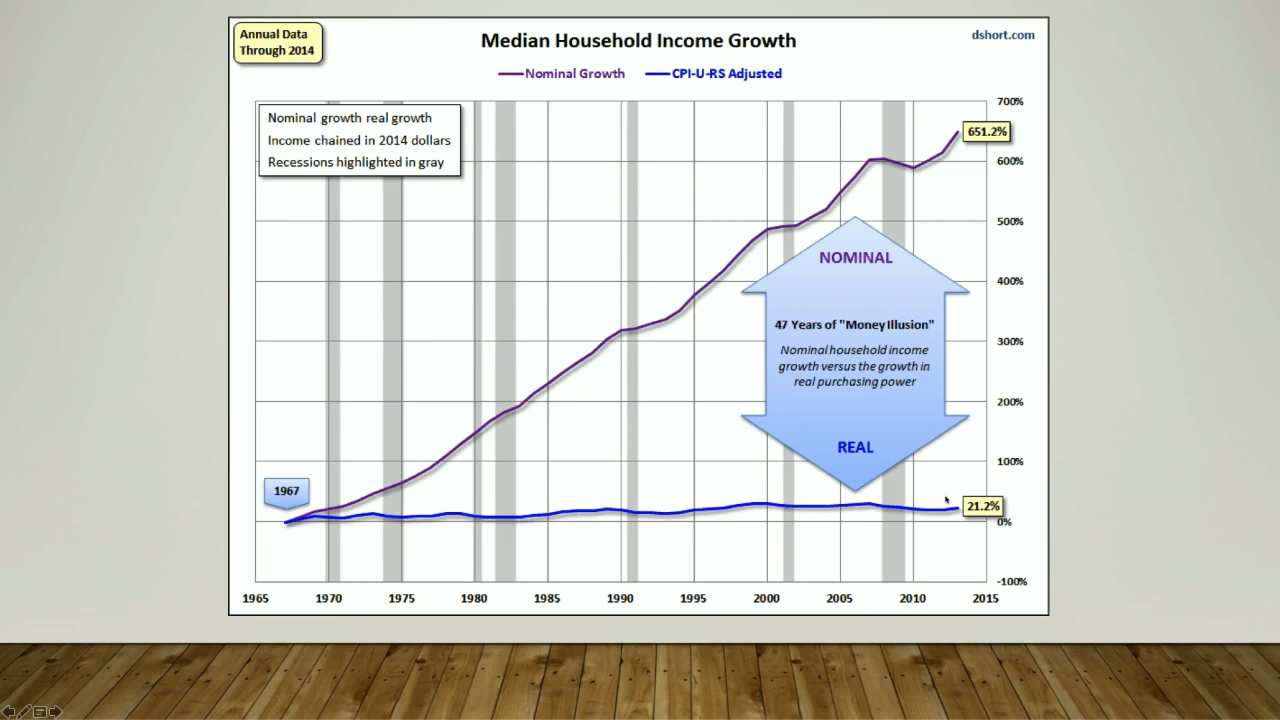 Annual Data
Through 2014
Median Household Income Growth
dshort.com
Nominal Growth
CPI-U-RS Adjusted
Nominal growth real growth
Income chained in 2014 dollars
Recessions highlighted in gray
700%
651.2%
600%
500%
NOMINAL
400%
47 Years of "Money Illusion"
300%
Nominal household income
growth versus the growth in
real purchasing power
200%
REAL
100%
1967
21.2%
0%
-100%
1965 1970 1975 1980 1985 1990 1995 2000 2005 2010 2015